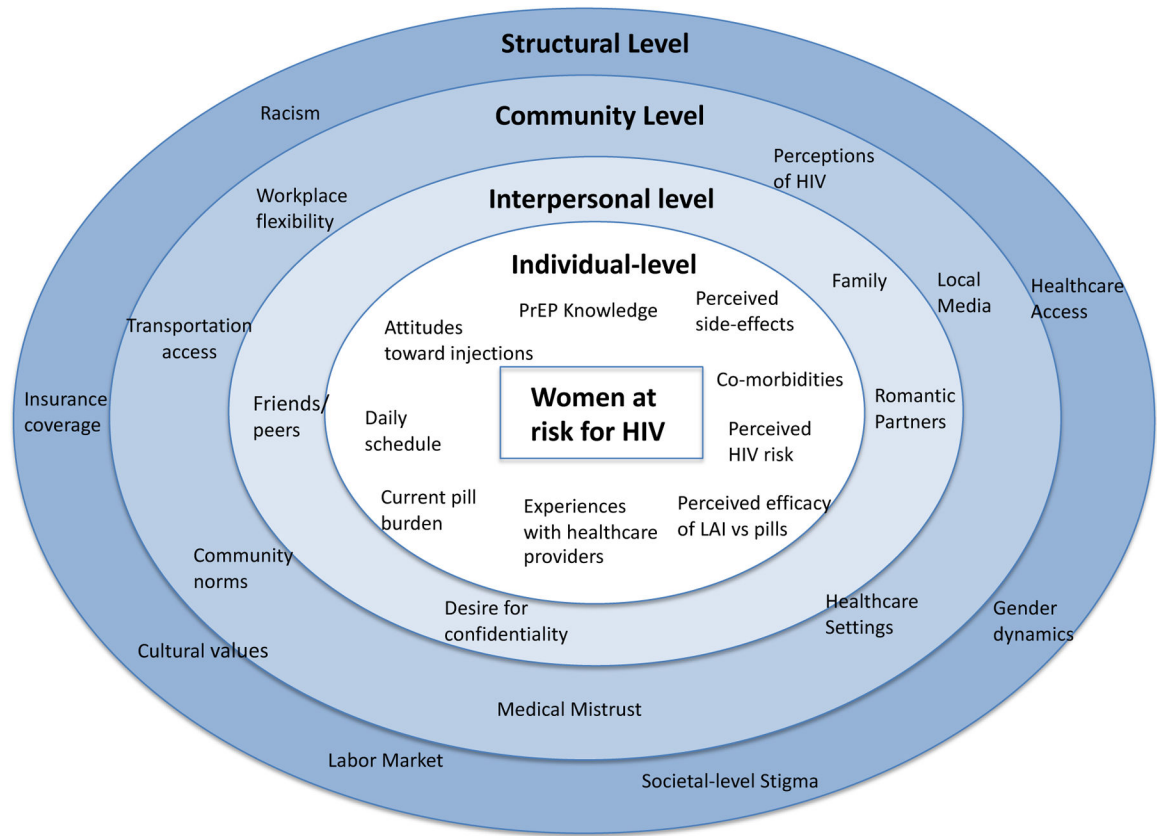 Structural Level
Racism
Community Level
Perceptions
of HIV
Workplace
flexibility
Interpersonal level
Individual-level
Family
Local
Media
Healthcare
Access
PrEP Knowledge
Perceived
side-effects
Attitudes
toward injections
Transportation
access
Co-morbidities
Women at
risk for HIV
Romantic
Partners
Insurance
coverage
Friends/
peers
Daily
schedule
Perceived
HIV risk
Current pill
burden
Experiences
with healthcare
providers
Perceived efficacy
of LAI vs pills
Community
norms
Desire for
confidentiality
Healthcare
Settings
Gender
dynamics
Cultural values
Medical Mistrust
Labor Market
Societal-level Stigma